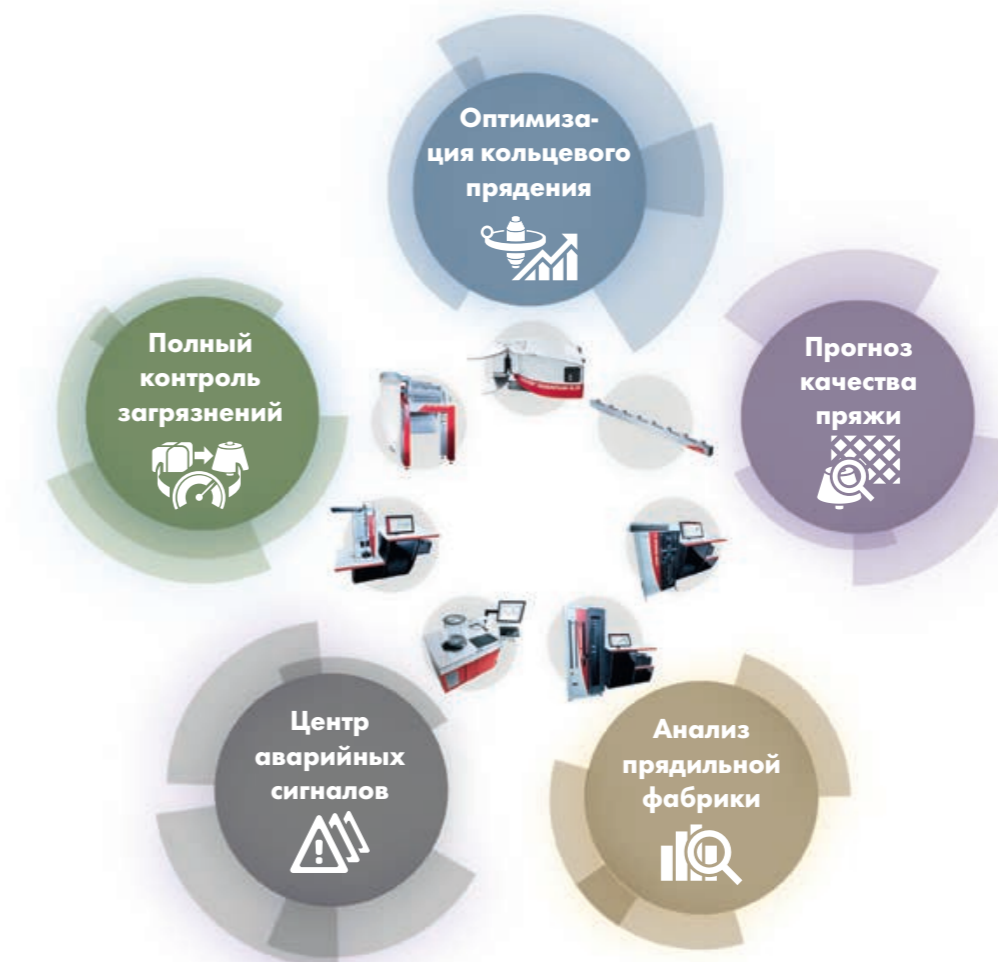 Оптимиза-
ция кольцевого
прядения
Полный
контроль
загрязнений
Прогноз
качества
пряжи
Центр
аварийных
сигналов
Анализ
прядильной
фабрики